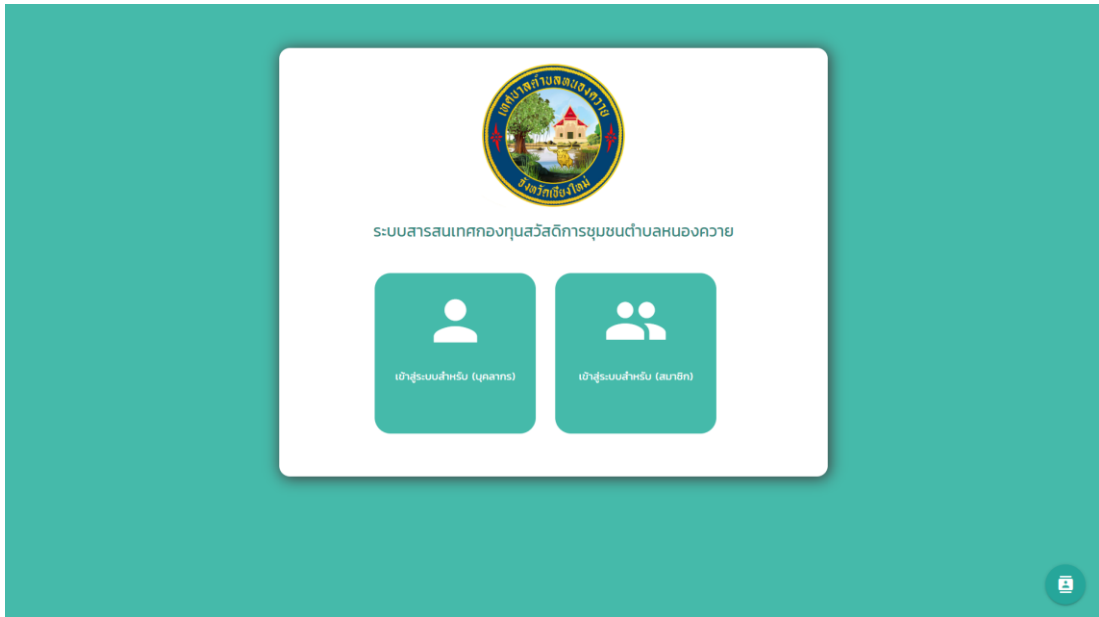 เทศบาลตำบลหนองควาย
จังหวัดเชียงใหม่
ระบบสารสนเทศกองทุนสวัสดิการชุมชนตำบลหนองควาย
เข้าสู่ระบบสำหรับ (บุคลากร)
เข้าสู่ระบบสำหรับ (สมาชิก)